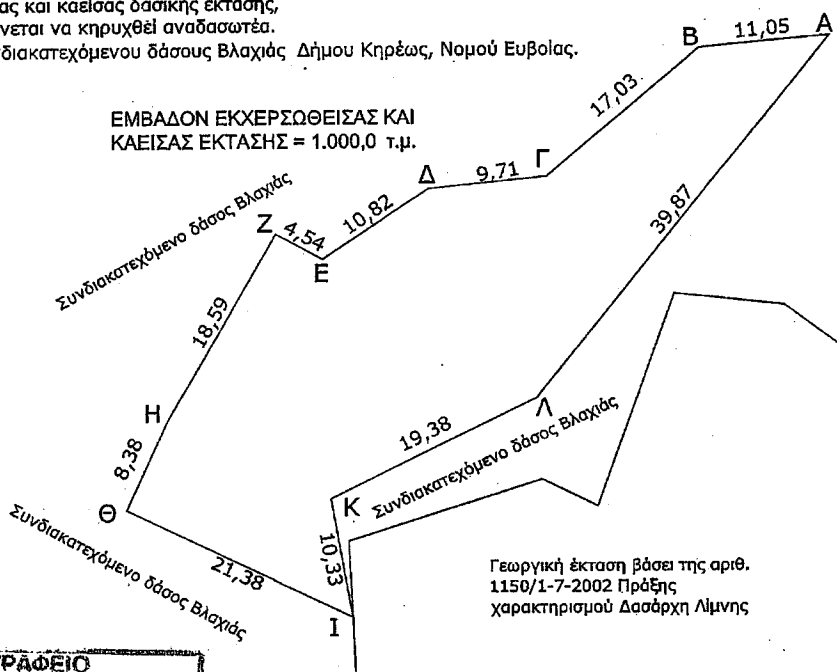 ας και καείσας δασικής έκτασης,
νεται να κηρυχθεί αναδασωτέα.
διακατεχόμενου δάσους Βλαχιάς Δήμου Κηρέως, Νομού Ευβοίας.
ΕΜΒΑΔΟΝ ΕΚΧΕΡΣΩΘΕΙΣΑΣ ΚΑΙ
ΚΑΕΙΣΑΣ ΕΚΤΑΣΗΣ = 1.000,0 τ.μ.
Α
11,05
Β
17,03
Γ
9,71
Δ
10,82
Ε
4,54
Ζ
18,59
Η
8,38
Θ
21,38
Ι
10,33
Κ
19,38
Λ
39,87
Συνδιακατεχόμενο δάσος Βλαχιάς
Συνδιακατεχόμενο δάσος Βλαχιάς
Συνδιακατεχόμενο δάσος Βλαχιάς
Γεωργική έκταση βάσει της αριθ.
1150/1-7-2002 Πράξης
χαρακτηρισμού Δασάρχη Λίμνης
ΡΑΦΕΙΟ